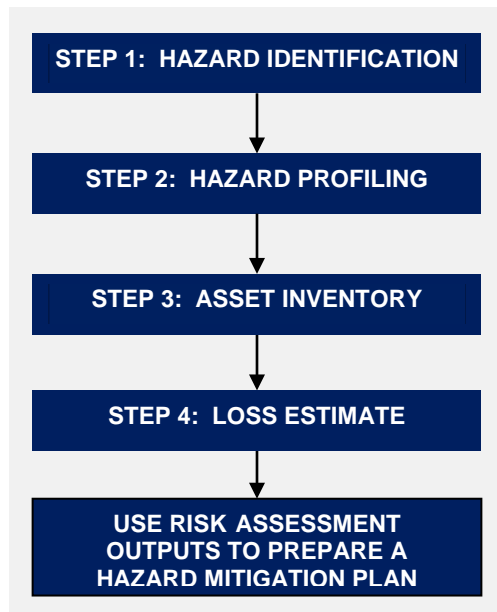 STEP 1: HAZARD IDENTIFICATION
STEP 2: HAZARD PROFILING
STEP 3: ASSET INVENTORY
STEP 4: LOSS ESTIMATE
USE RISK ASSESSMENT
OUTPUTS TO PREPARE A
HAZARD MITIGATION PLAN